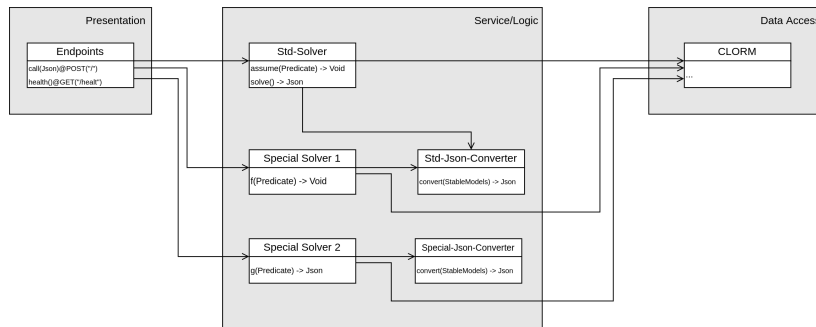 Presentation
Endpoints
call(Json)@POST("/")
health()@GET("/healt")
Service/Logic
Std-Solver
assume(Predicate) -> Void
solve() -> Json
Special Solver 1
f(Predicate) -> Void
Std-Json-Converter
convert(StableModels) -> Json
Special Solver 2
g(Predicate) -> Json
Special-Json-Converter
convert(StableModels) -> Json
Data Access
CLORM
...